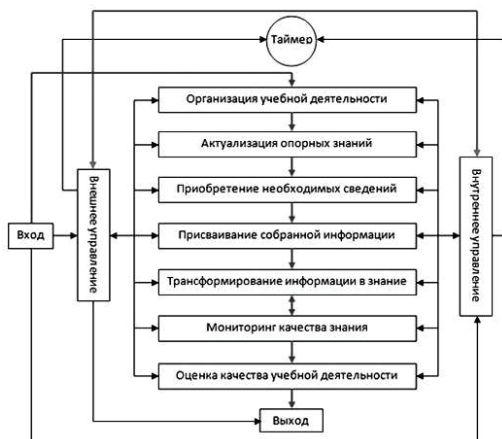 Таймер
Организация учебной деятельности
Актуализация опорных знаний
Приобретение необходимых сведений
Вход
Внешнее управление
Присваивание собранной информации
Внутреннее управление
Трансформирование информации в знание
Мониторинг качества знания
Оценка качества учебной деятельности
Выход